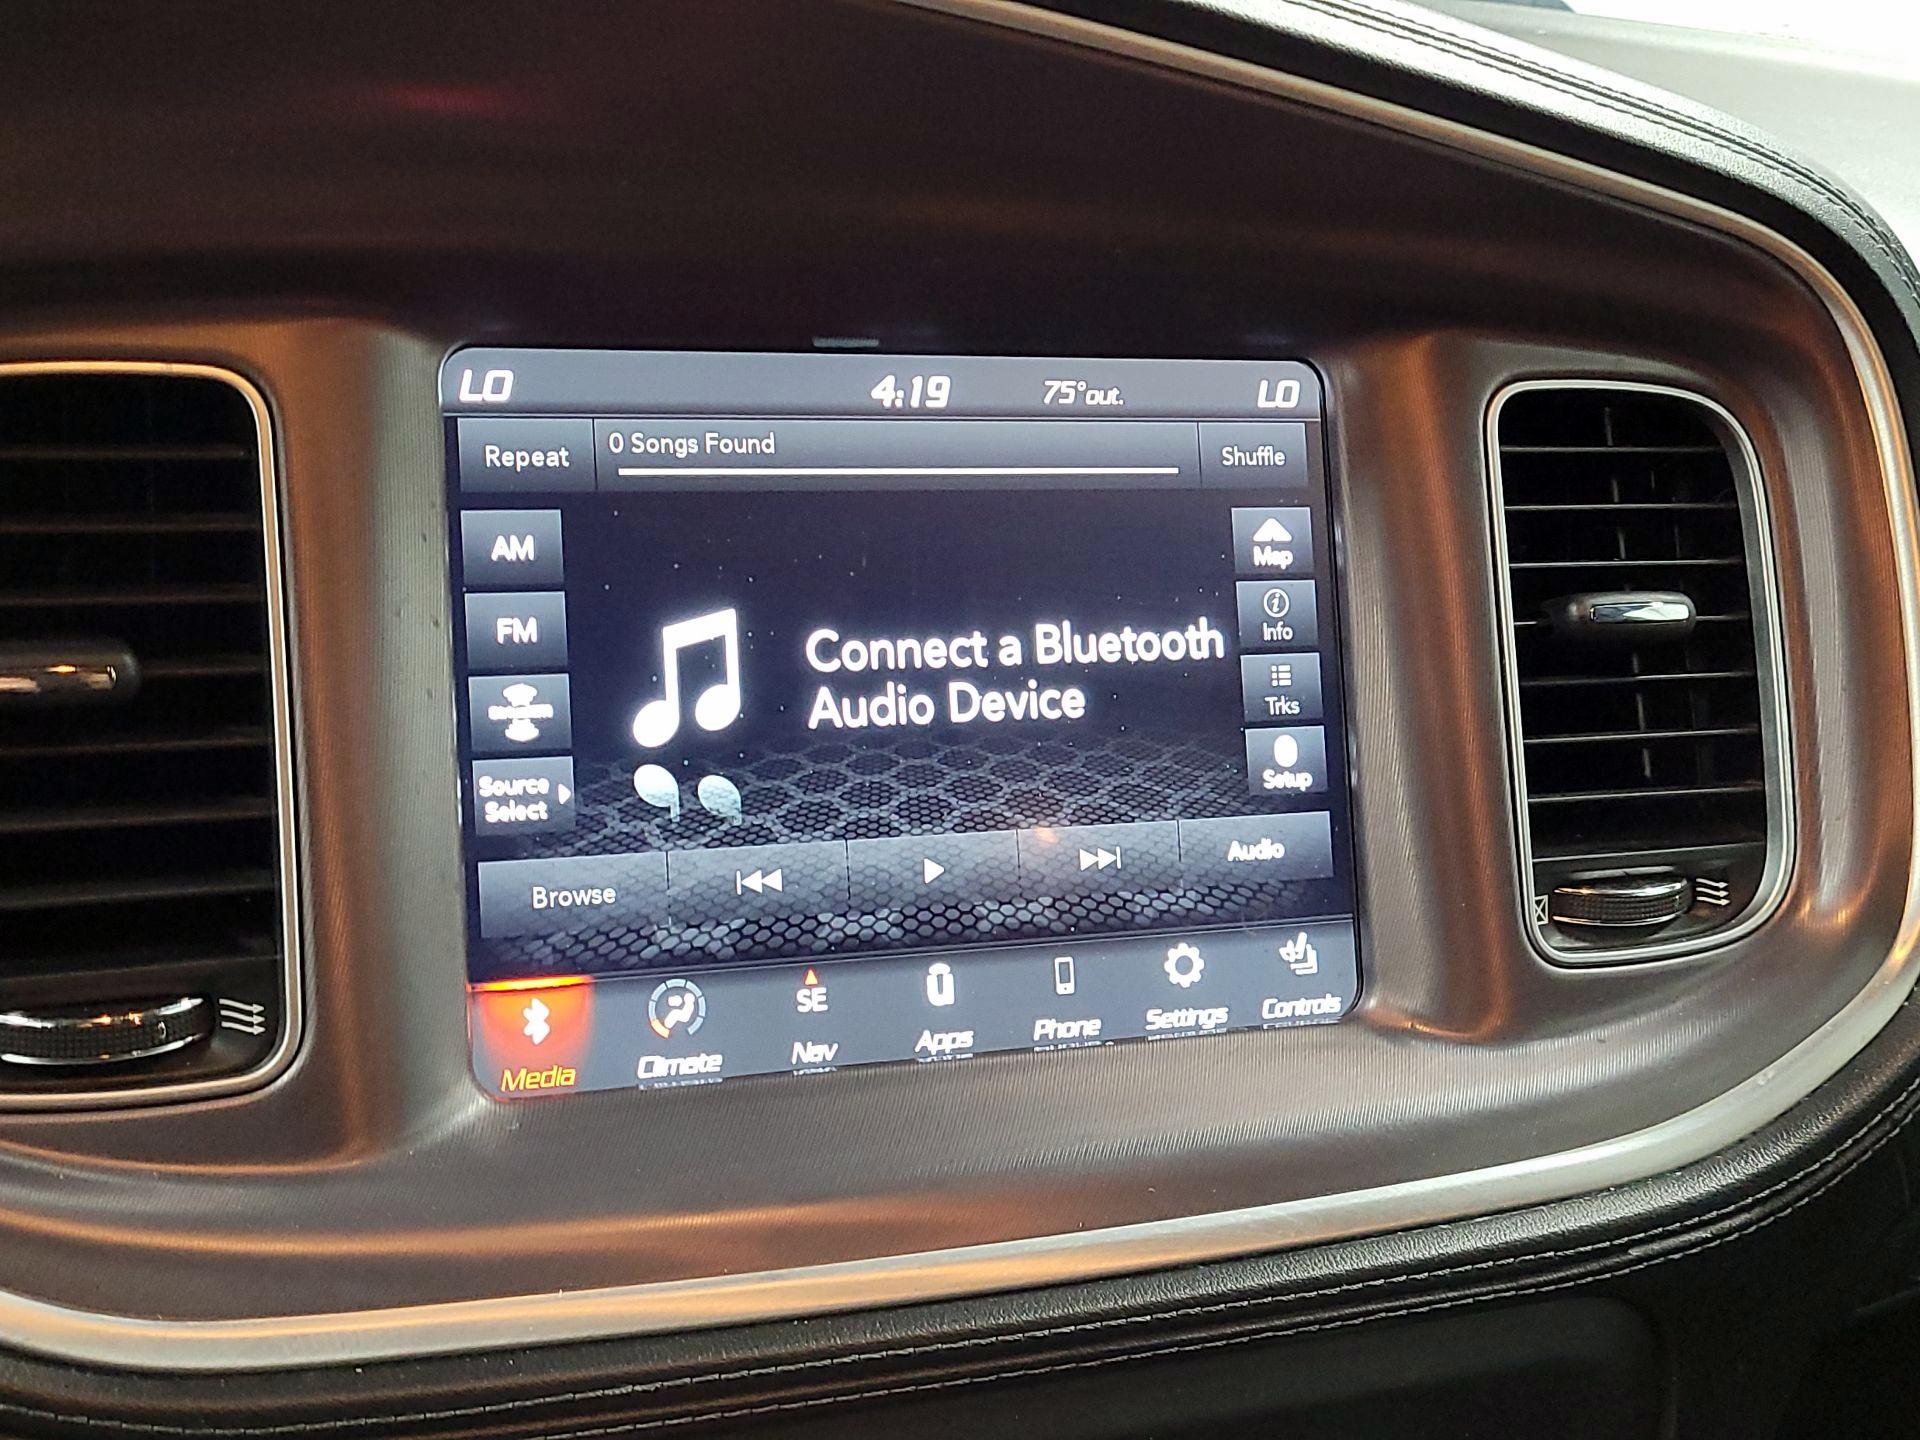 LO 4:19 75° out. LO
Repeat 0 Songs Found Shuffle
AM
Map
FM
Info
Connect a Bluetooth
Audio Device
Trks
Source
Select
Setup
Browse Audio
SE
Media Climate Nav Apps Phone Settings Controls